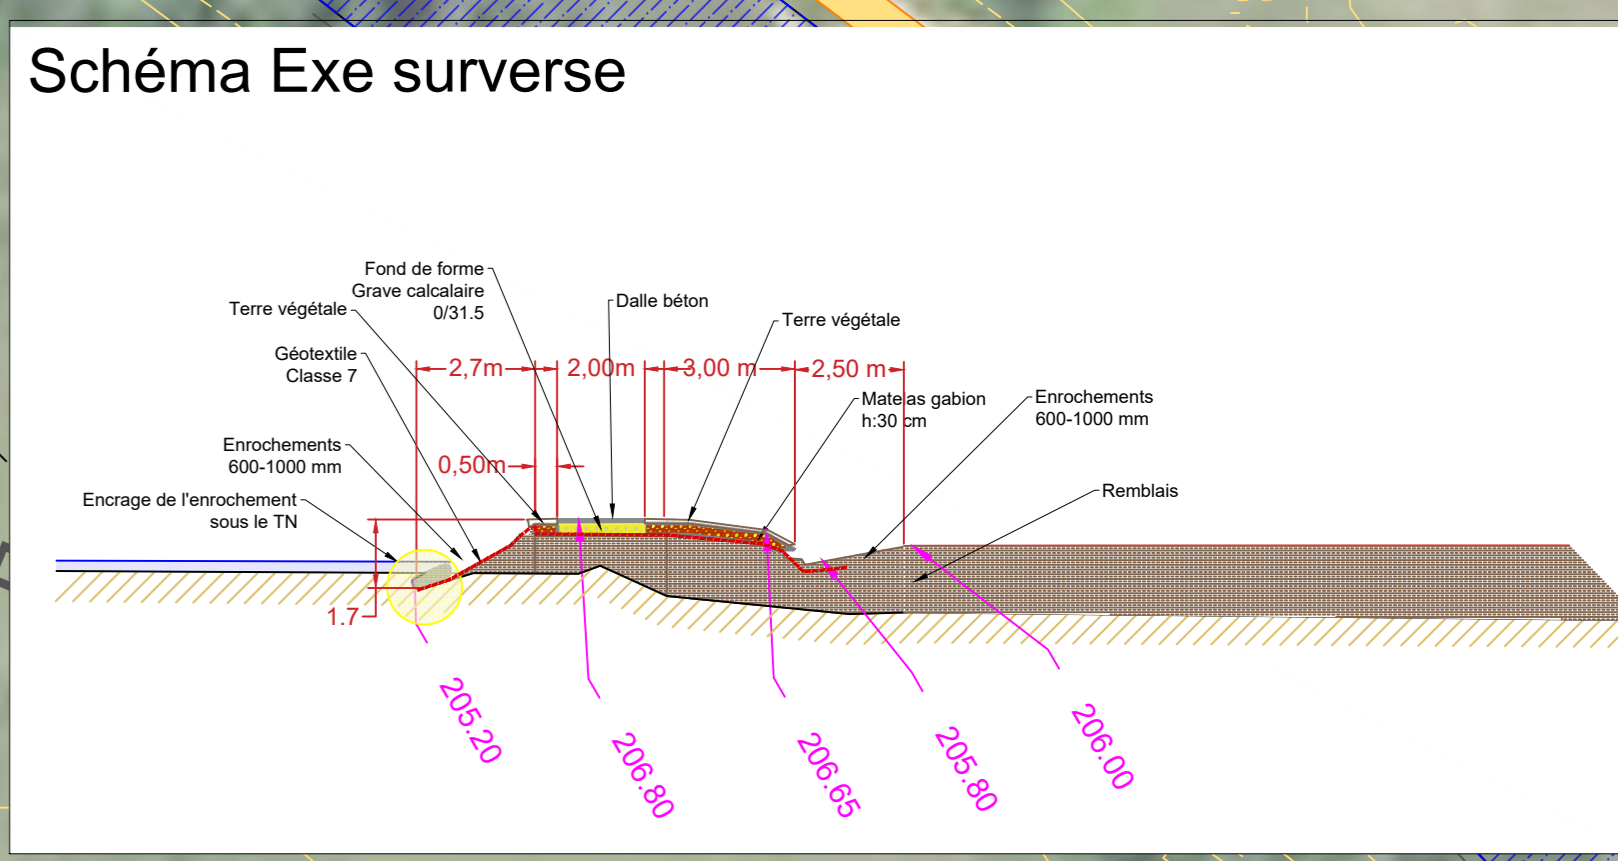 Schéma Exe surverse
Fond de forme
Grave calcalaire
0/31.5
Terre végétale
Dalle béton
Terre végétale
Géotextile
Classe 7
2,7m
2,00m
3,00 m
2,50 m
Matelas gabion
h:30 cm
Enrochements
600-1000 mm
Enrochements
600-1000 mm
0,50m
Encrage de l'enrochement
sous le TN
Remblais
1.7
205.20
206.80
206.65
205.80
206.00